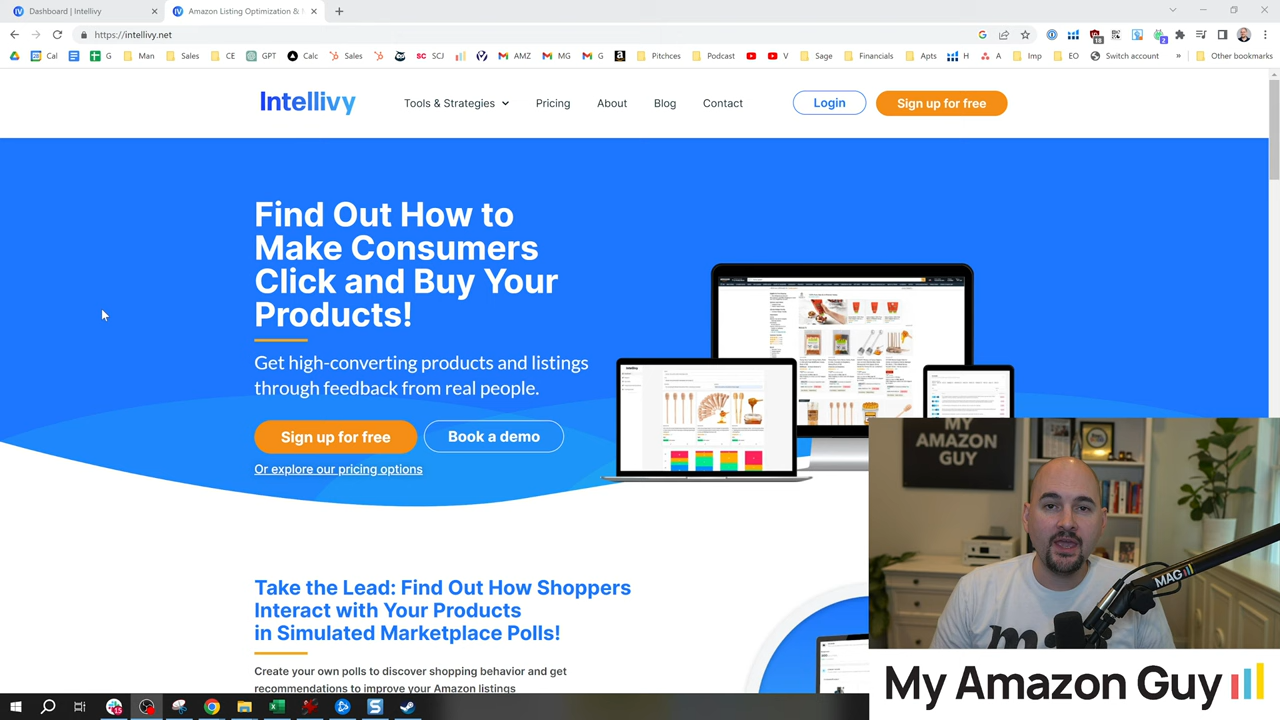 Dashboard | Intellivy
Amazon Listing Optimization &
https://intellivy.net
Cal
G
Man
Sales
CE
GPT
Calc
Sales
SCJ
AMZ
MG
G
Pitchces
Podcast
V
Sage
Financials
Apts
H
A
Imp
EO
Switch account
»
Other bookmarks
Intellivy
Tools & Strategies
Pricing
About
Blog
Contact
Login
Sign up for free
Find Out How to
Make Consumers
Click and Buy Your
Products!
Get high-converting products and listings
through feedback from real people.
Sign up for free
Book a demo
Or explore our pricing options
Take the Lead: Find Out How Shoppers
Interact with Your Products
in Simulated Marketplace Polls!
Create your own polls to discover shopping behavior and get
recommendations to improve your Amazon listings
MY
AMAZON
GUY
MAG
My Amazon Guy